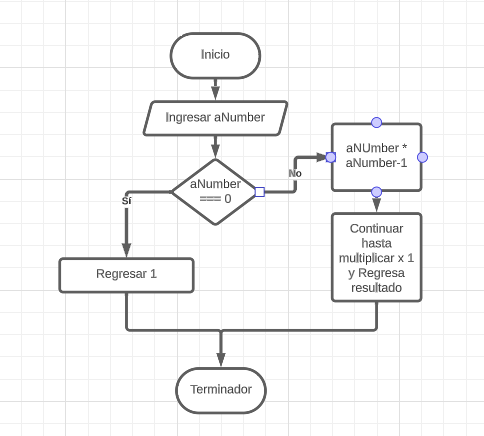 Inicio
Ingresar aNumber
aNumber
=== 0
Sí
No
aNUmber *
aNumber-1
Regresar 1
Continuar
hasta
multiplicar x 1
y Regresa
resultado
Terminador